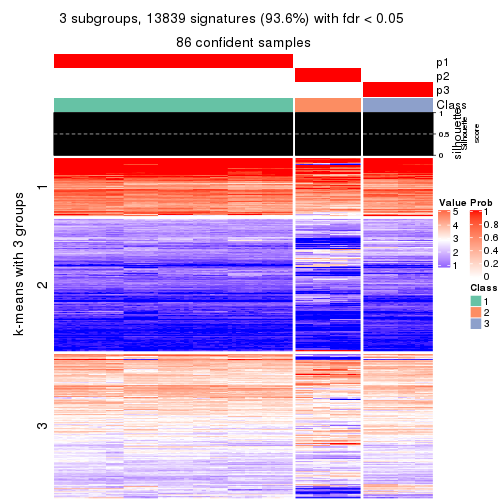 3 subgroups, 13839 signatures (93.6%) with fdr < 0.05
86 confident samples
p1
p2
p3
Class
1
0.5
0
silhouette
Silhouette
score
k-means with 3 groups
1
2
3
Value
5
4
3
2
1
Prob
1
0.8
0.6
0.4
0.2
0
Class
1
2
3